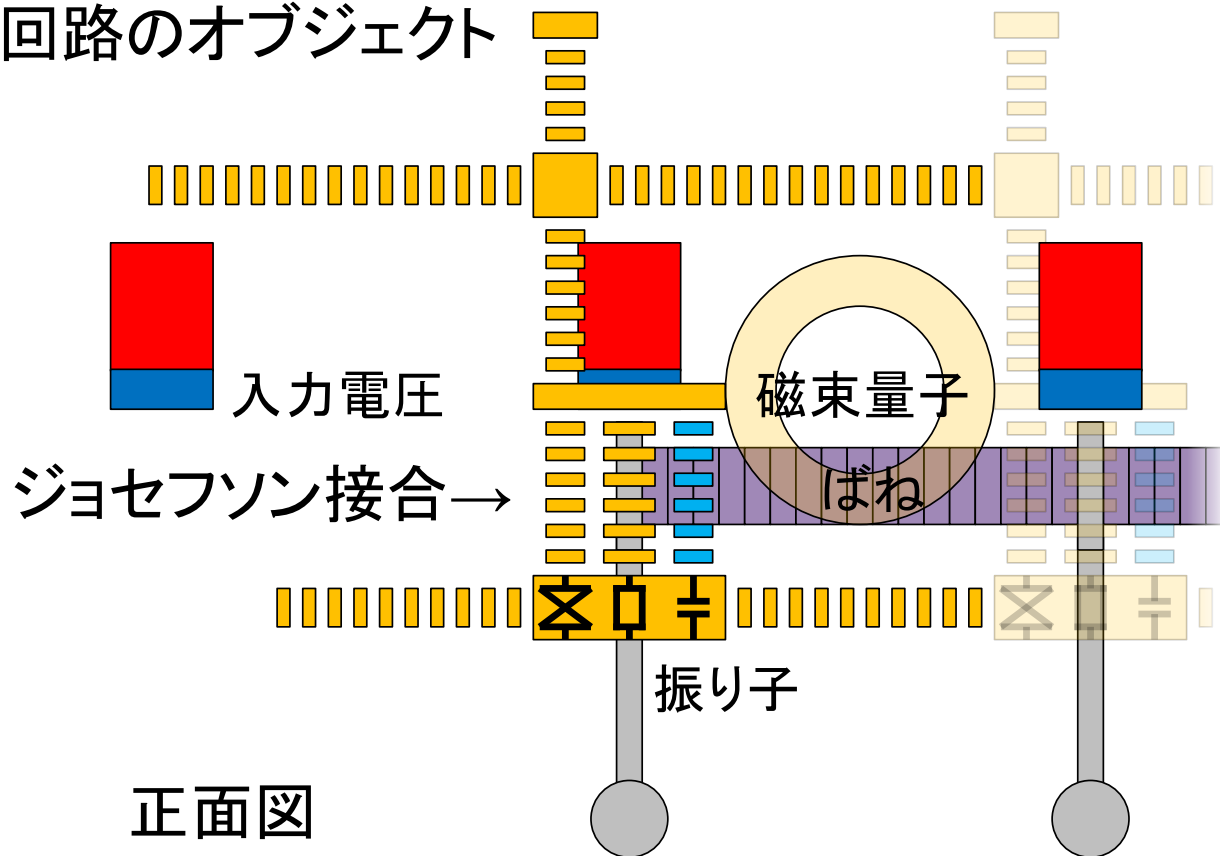 回路のオブジェクト
入力電圧
磁束量子
ジョセフソン接合→
ばね
振り子
正面図